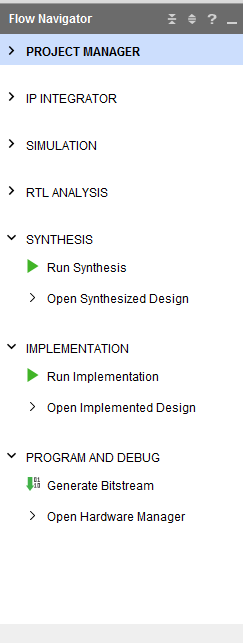 Flow Navigator
PROJECT MANAGER
IP INTEGRATOR
SIMULATION
RTL ANALYSIS
SYNTHESIS
Run Synthesis
Open Synthesized Design
IMPLEMENTATION
Run Implementation
Open Implemented Design
PROGRAM AND DEBUG
Generate Bitstream
Open Hardware Manager